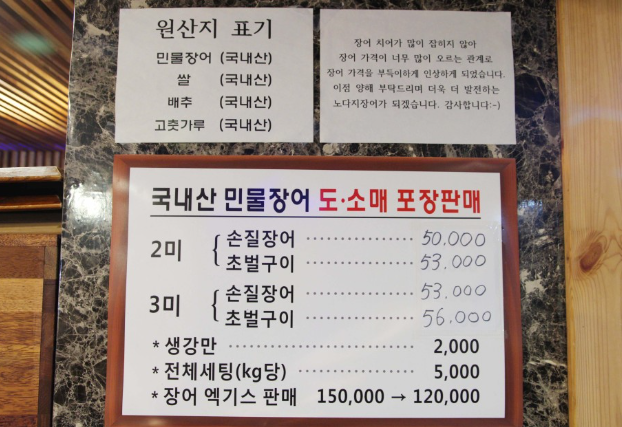 원산지 표기
민물장어 (국내산)
쌀 (국내산)
배추 (국내산)
고춧가루 (국내산)
장어 치어가 많이 잡히지 않아
장어 가격이 너무 많이 오르는 관계로
장어 가격을 부득이하게 인상하게 되었습니다.
이점 양해 부탁드리며 더욱 더 발전하는
노다지장어가 되겠습니다. 감사합니다:~)
국내산 민물장어 도·소매 포장판매
2미 { 손질장어 ················ 50.000
초벌구이 ················ 53.000
3미 { 손질장어 ················ 53.000
초벌구이 ················ 56.000
* 생강만 ······························ 2,000
* 전체세팅(kg당) ·················· 5,000
* 장어 엑기스 판매 150,000 → 120,000